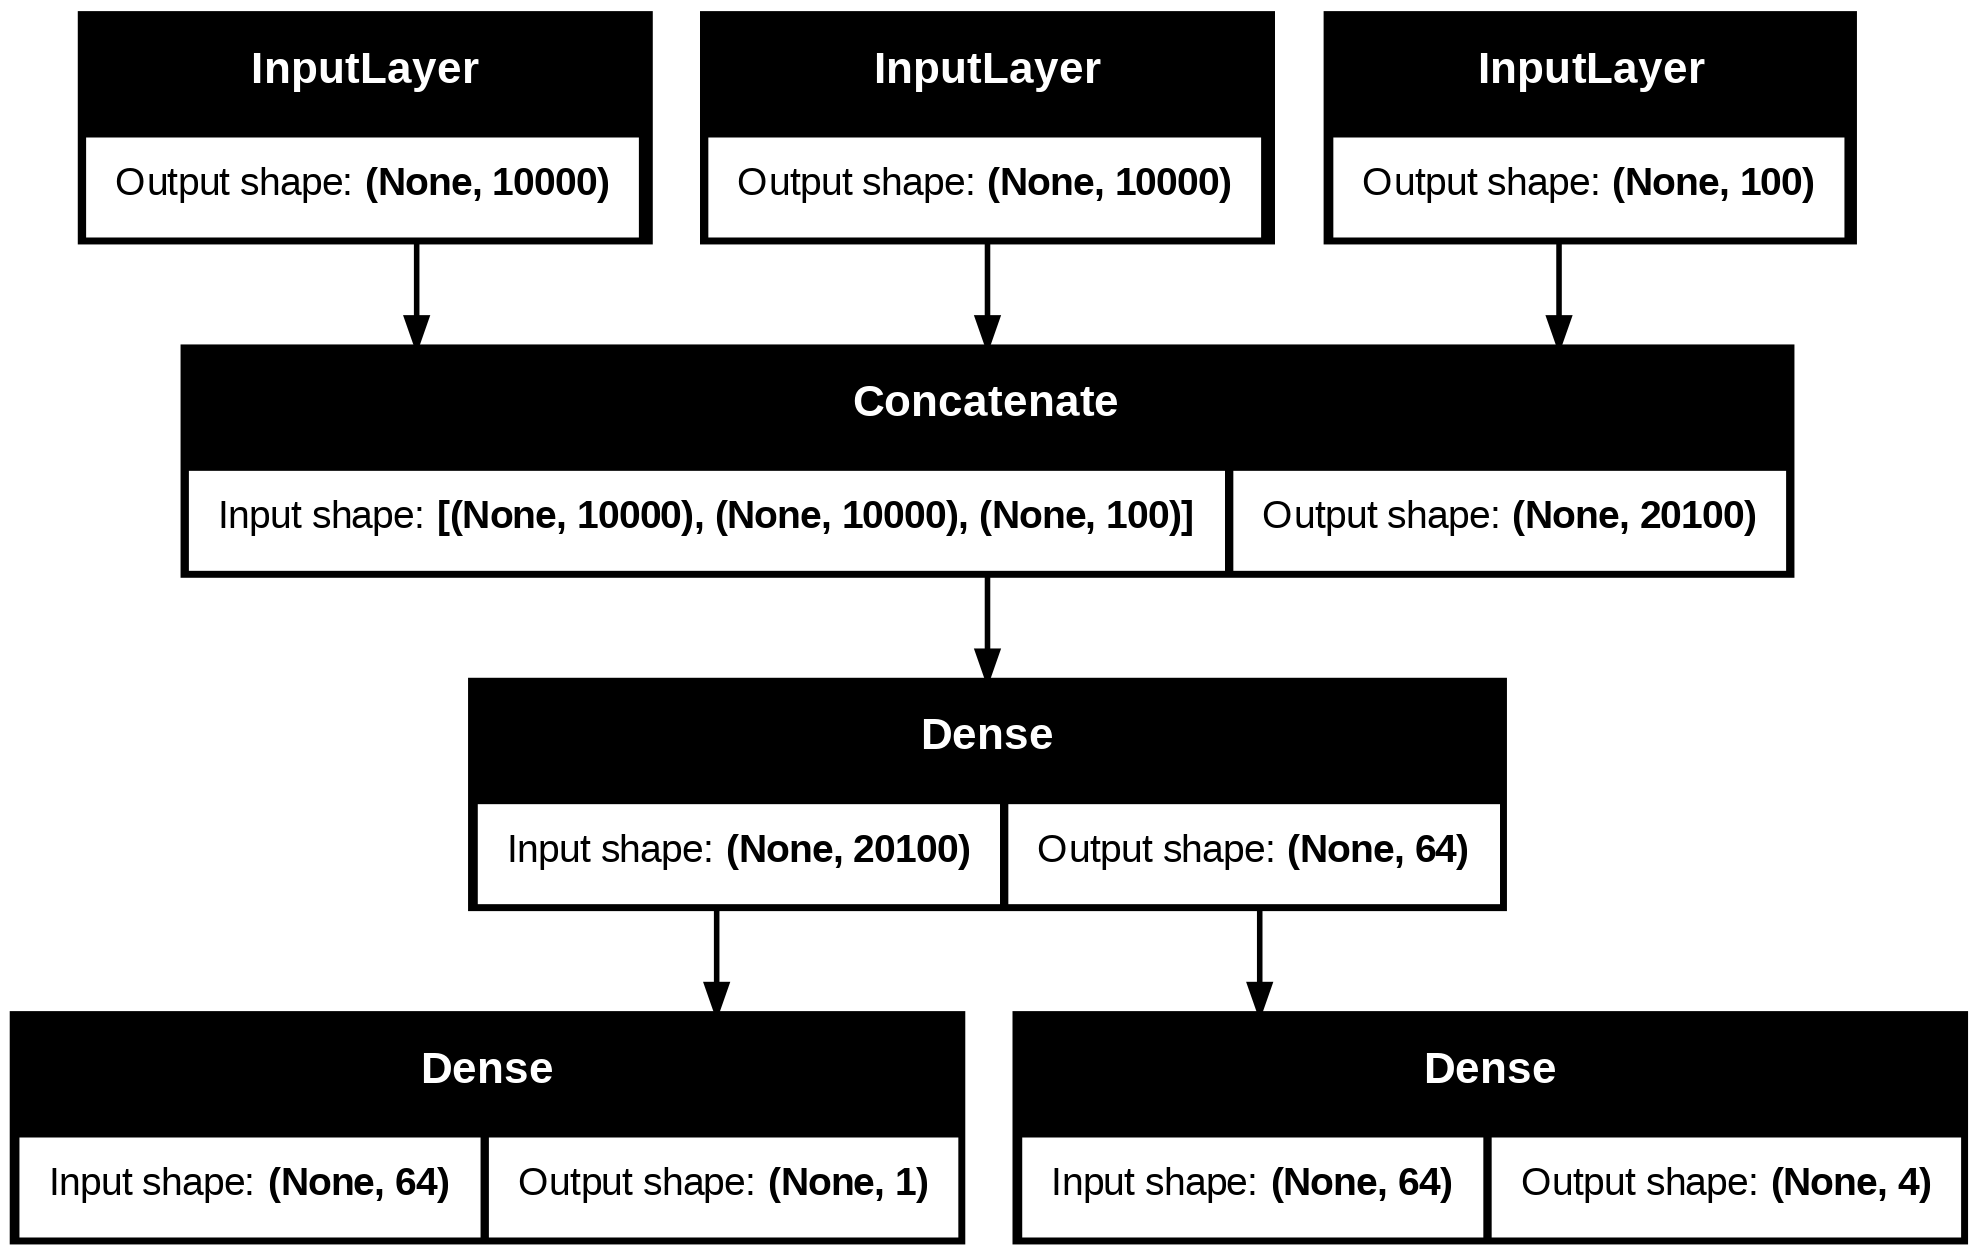 InputLayer
Output shape: (None, 10000)
InputLayer
Output shape: (None, 10000)
InputLayer
Output shape: (None, 100)
Concatenate
Input shape: [(None, 10000), (None, 10000), (None, 100)]
Output shape: (None, 20100)
Dense
Input shape: (None, 20100)
Output shape: (None, 64)
Dense
Input shape: (None, 64)
Output shape: (None, 1)
Dense
Input shape: (None, 64)
Output shape: (None, 4)